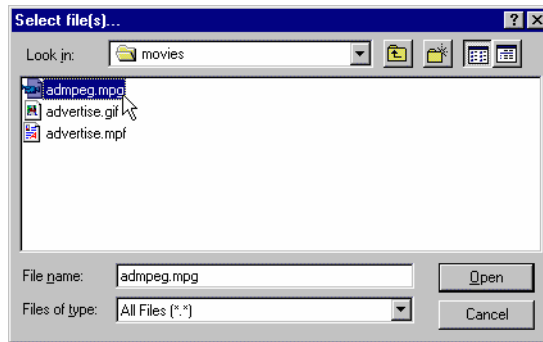 Select file(s)...
Look in: movies
admpeg.mpg
advertise.gif
advertise.mpf
File name: admpeg.mpg Open
Files of type: All Files (*.*) Cancel